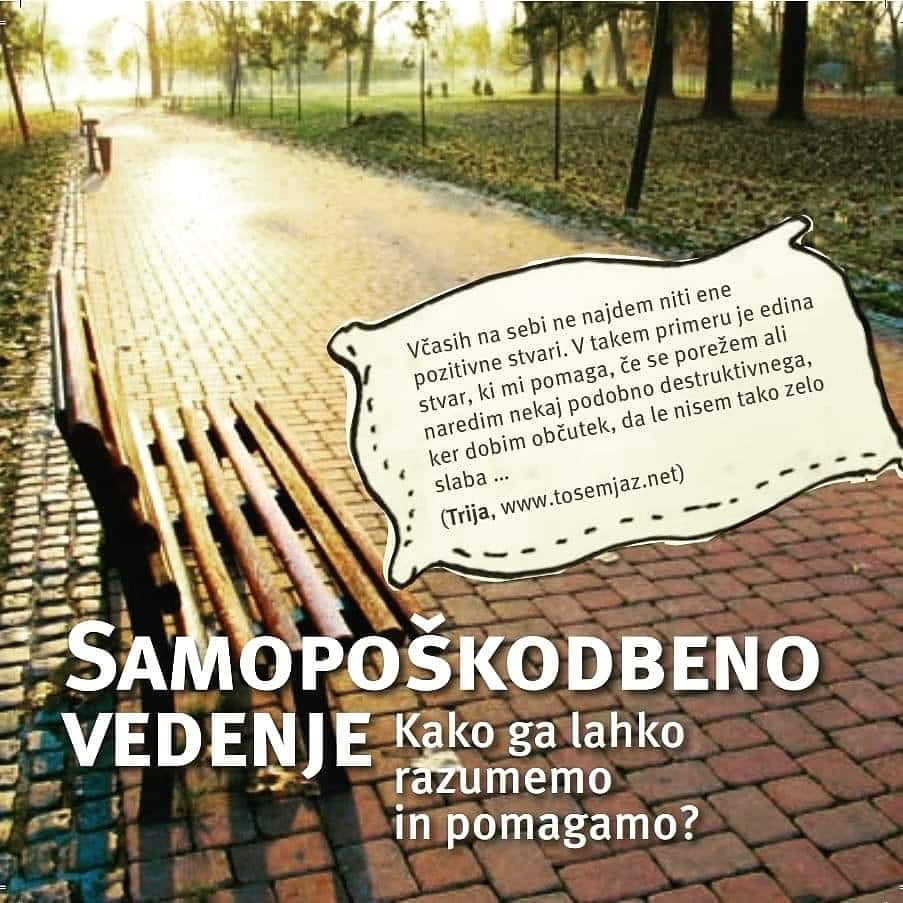 Včasih na sebi ne najdem niti ene
pozitivne stvari. V takem primeru je edina
stvar, ki mi pomaga, če se porežem ali
naredim nekaj podobno destruktivnega,
ker dobim občutek, da le nisem tako zelo
slaba ...
(Trija, www.tosemjaz.net)
SAMOPOŠKODBENO
VEDENJE Kako ga lahko
razumemo
in pomagamo?